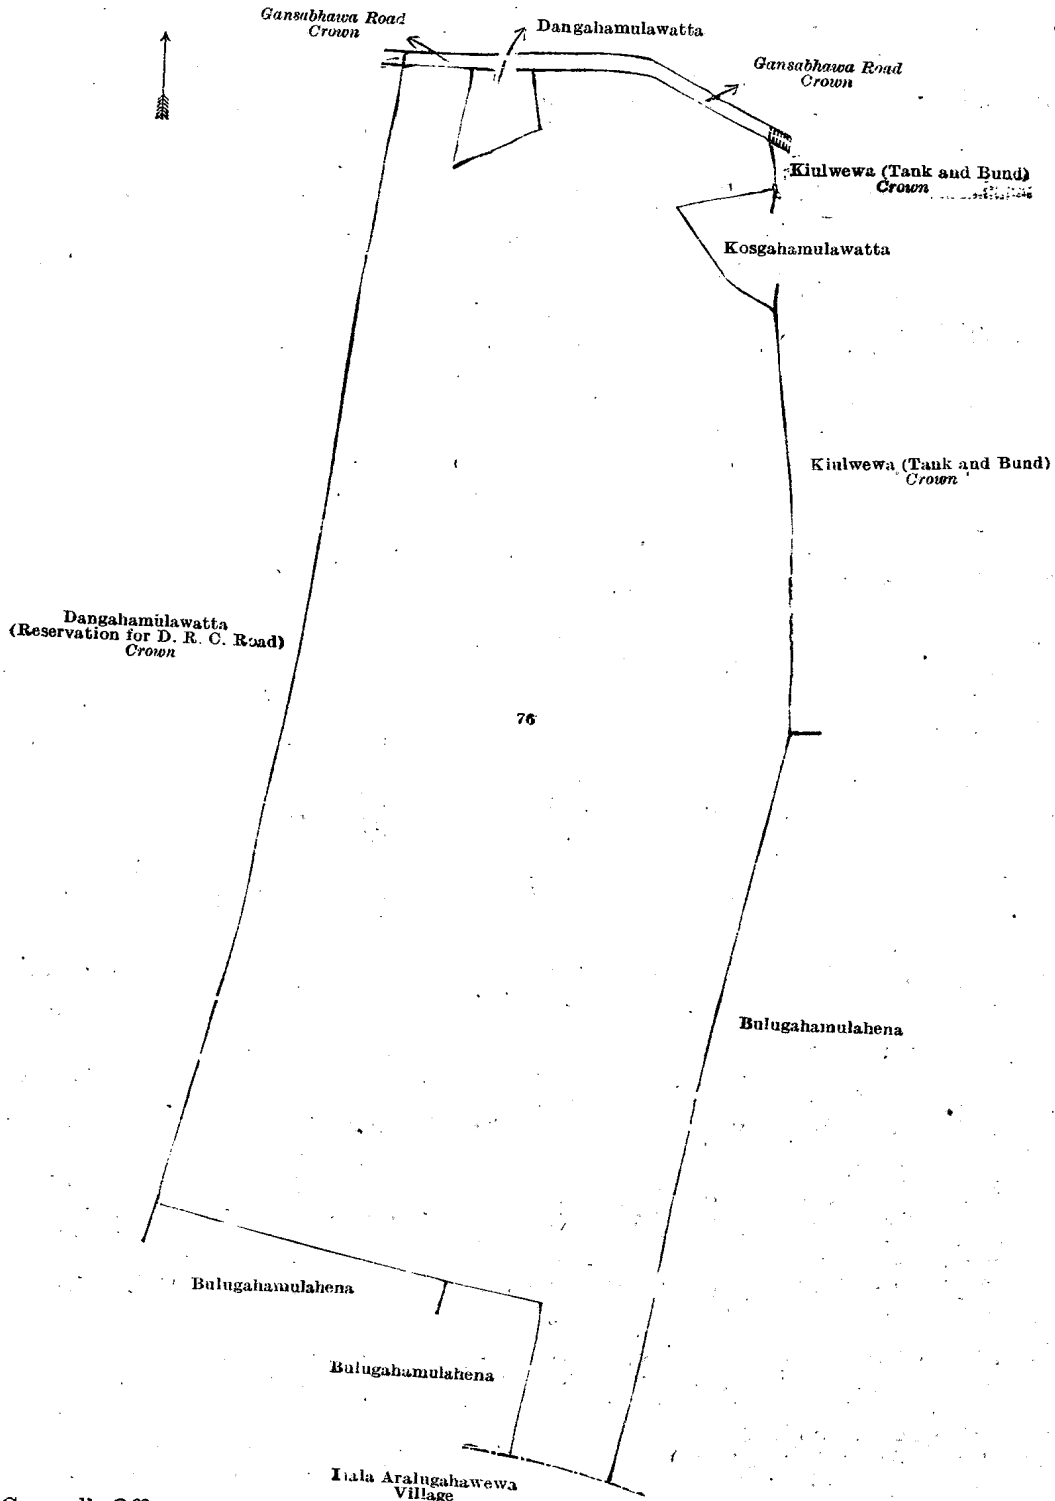 Gansabhawa Road
Crown
Dangahamulawatta
Gansabhawa Road
Crown
Kiulwewa (Tank and Bund)
Crown
Kosgahamulawatta
Kiulwewa (Tank and Bund)
Crown
Dangahamulawatta
(Reservation for D. R. C. Road)
Crown
76
Bulugahamulahena
Bulugahamulahena
Bulugahamulahena
Ihala Aralugahawewa
Village